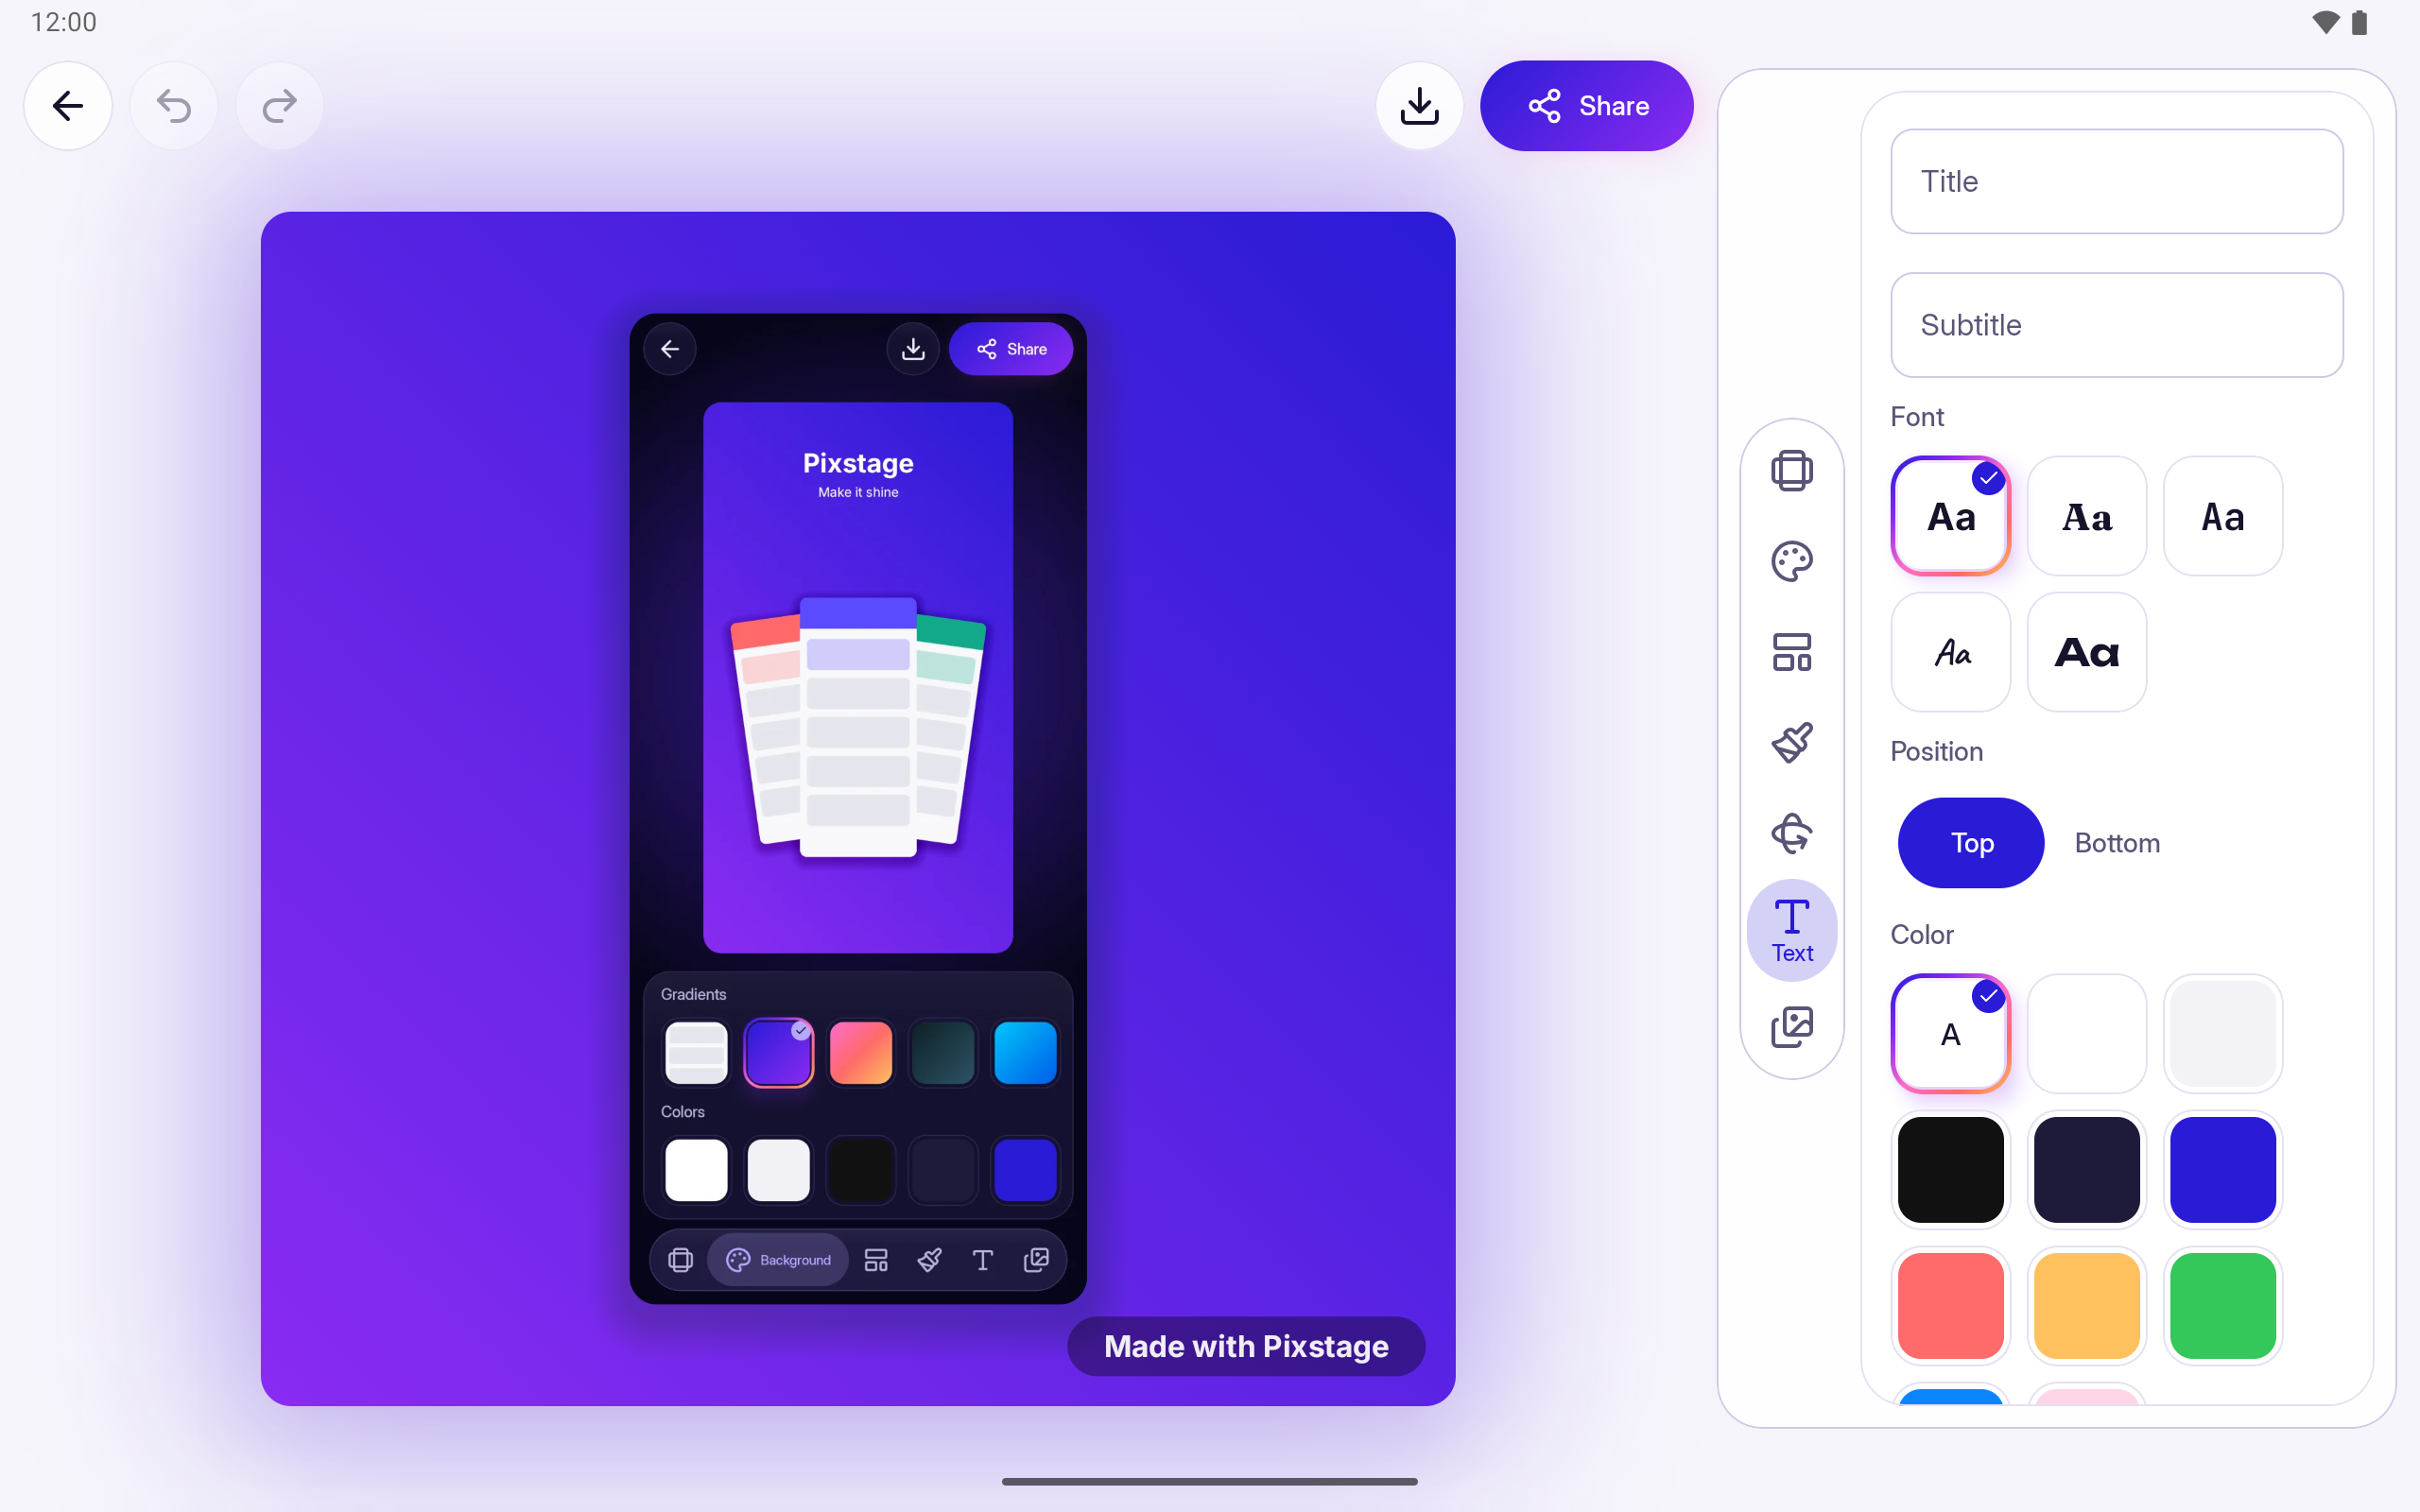 12:00
Share
Share
Pixstage
Make it shine
Gradients
Colors
Background
Made with Pixstage
Title
Subtitle
Font
Aa
Aa
Aa
Aa
Aa
Position
Top
Bottom
Text
Color
A